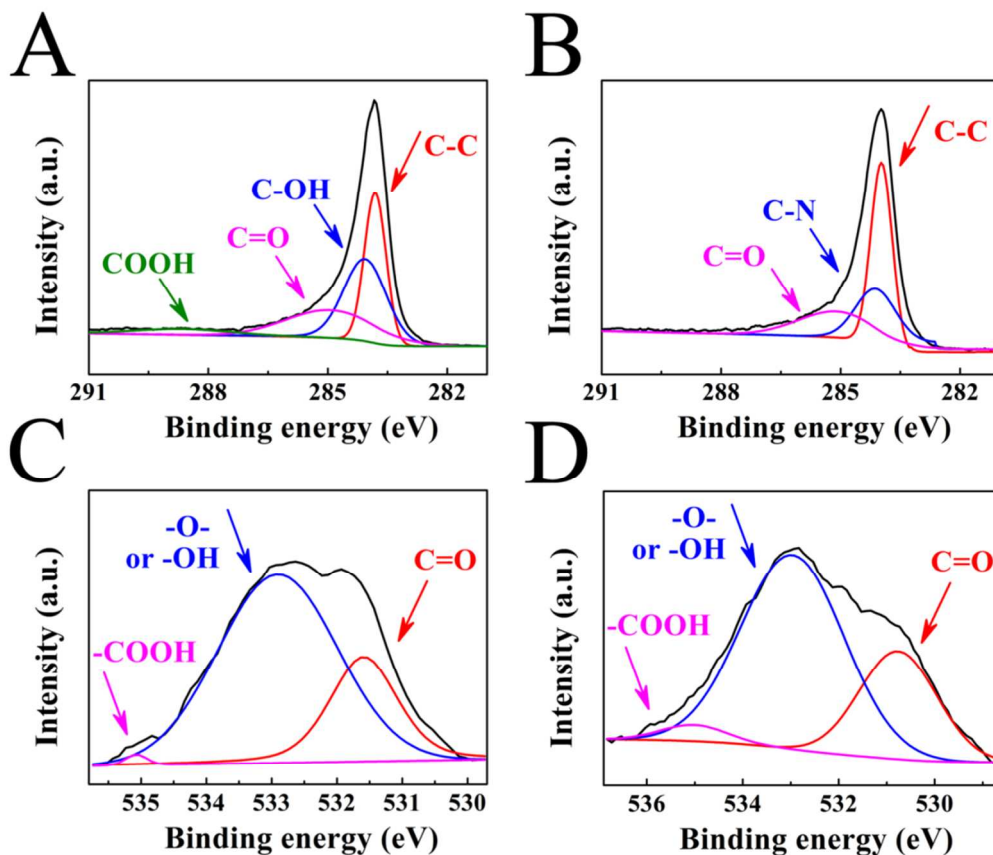 A
Intensity (a.u.)
C-C
C-OH
C=O
COOH
291 288 285 282
Binding energy (eV)
B
Intensity (a.u.)
C-C
C-N
C=O
291 288 285 282
Binding energy (eV)
C
Intensity (a.u.)
-O-
or -OH
C=O
-COOH
535 534 533 532 531 530
Binding energy (eV)
D
Intensity (a.u.)
-O-
or -OH
C=O
-COOH
536 534 532 530
Binding energy (eV)